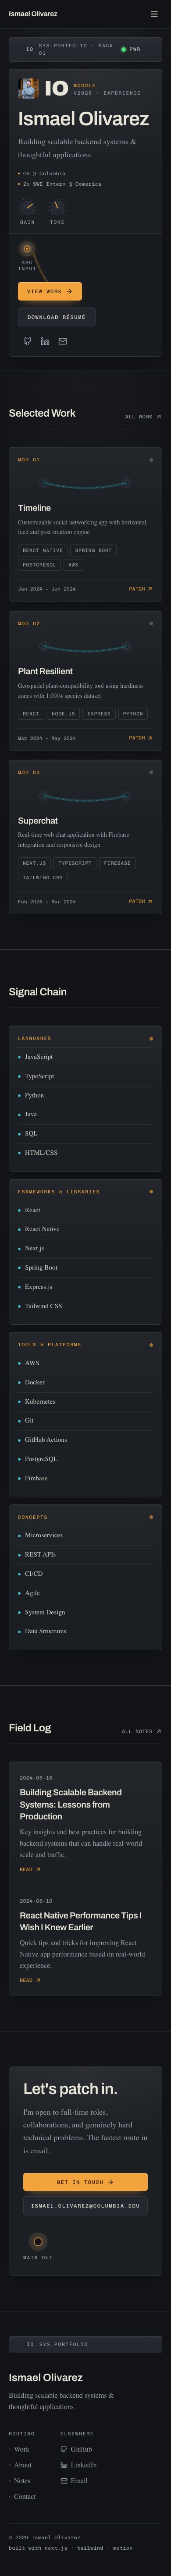 Ismael Olivarez
IO SYS.PORTFOLIO · RACK 01 PWR
IO MODULE
V2026 · EXPERIENCE
Ismael Olivarez
Building scalable backend systems &
thoughtful applications
CS @ Columbia
2x SWE Intern @ Comerica
GAIN TONE
SRC
INPUT
VIEW WORK
DOWNLOAD RÉSUMÉ
Selected Work
ALL WORK
MOD 01
Timeline
Customizable social networking app with horizontal
feed and post creation engine.
REACT NATIVE SPRING BOOT
POSTGRESQL AWS
Jan 2024 - Jun 2024 PATCH
MOD 02
Plant Resilient
Geospatial plant-compatibility tool using hardiness
zones with 1,000+ species dataset
REACT NODE.JS EXPRESS PYTHON
Mar 2024 - May 2024 PATCH
MOD 03
Superchat
Real-time web chat application with Firebase
integration and responsive design
NEXT.JS TYPESCRIPT FIREBASE
TAILWIND CSS
Feb 2024 - Mar 2024 PATCH
Signal Chain
LANGUAGES
JavaScript
TypeScript
Python
Java
SQL
HTML/CSS
FRAMEWORKS & LIBRARIES
React
React Native
Next.js
Spring Boot
Express.js
Tailwind CSS
TOOLS & PLATFORMS
AWS
Docker
Kubernetes
Git
GitHub Actions
PostgreSQL
Firebase
CONCEPTS
Microservices
REST APIs
CI/CD
Agile
System Design
Data Structures
Field Log
ALL NOTES
2024-08-15
Building Scalable Backend
Systems: Lessons from
Production
Key insights and best practices for building
backend systems that can handle real-world
scale and traffic.
READ
2024-08-10
React Native Performance Tips I
Wish I Knew Earlier
Quick tips and tricks for improving React
Native app performance based on real-world
experience.
READ
Let's patch in.
I'm open to full-time roles,
collaborations, and genuinely hard
technical problems. The fastest route in
is email.
GET IN TOUCH
ISMAEL.OLIVAREZ@COLUMBIA.EDU
MAIN OUT
IO SYS.PORTFOLIO
Ismael Olivarez
Building scalable backend systems &
thoughtful applications.
ROUTING ELSEWHERE
Work GitHub
About LinkedIn
Notes Email
Contact
© 2026 Ismael Olivarez
built with next.js · tailwind · motion